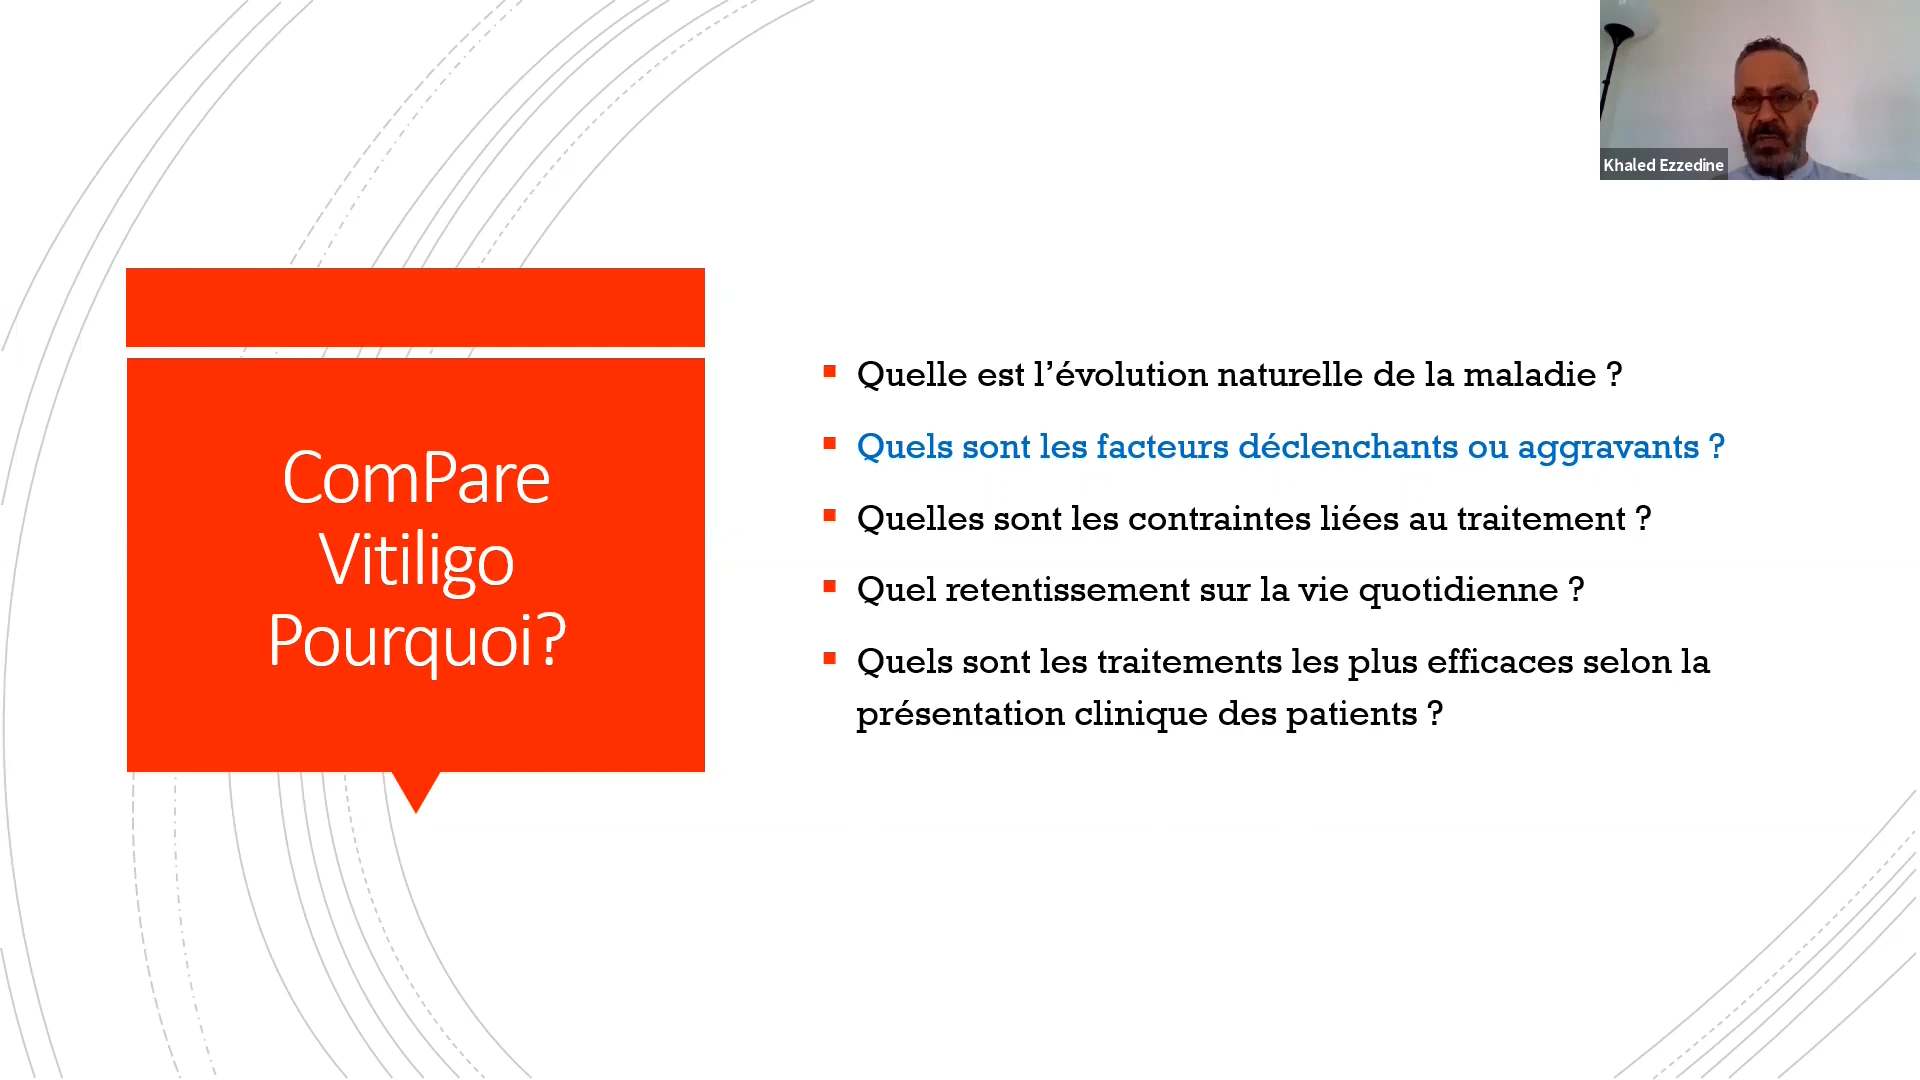 Khaled Ezzedine
ComPare
Vitiligo
Pourquoi?
Quelle est l’évolution naturelle de la maladie ?
Quels sont les facteurs déclenchants ou aggravants ?
Quelles sont les contraintes liées au traitement ?
Quel retentissement sur la vie quotidienne ?
Quels sont les traitements les plus efficaces selon la
présentation clinique des patients ?